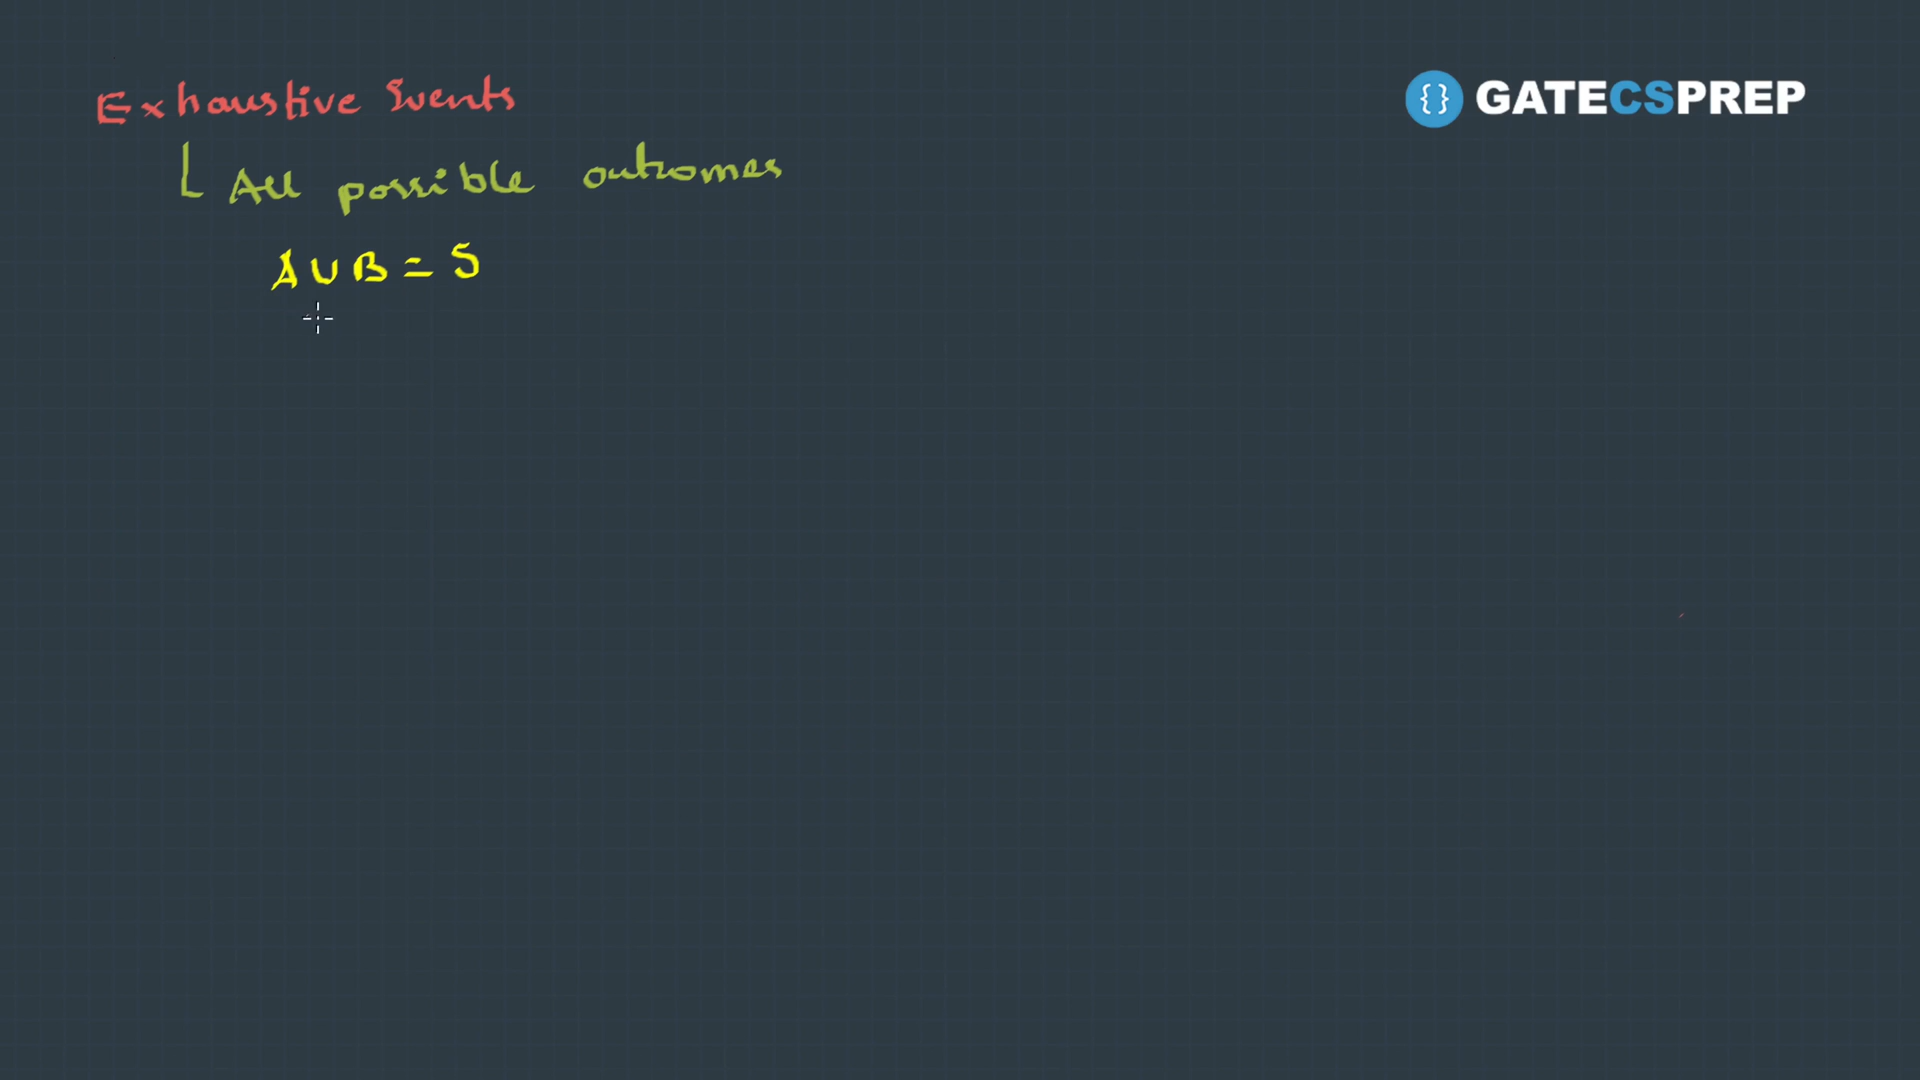 Exhaustive Events
{} GATECSPREP
All possible outcomes
A ∪ B = S